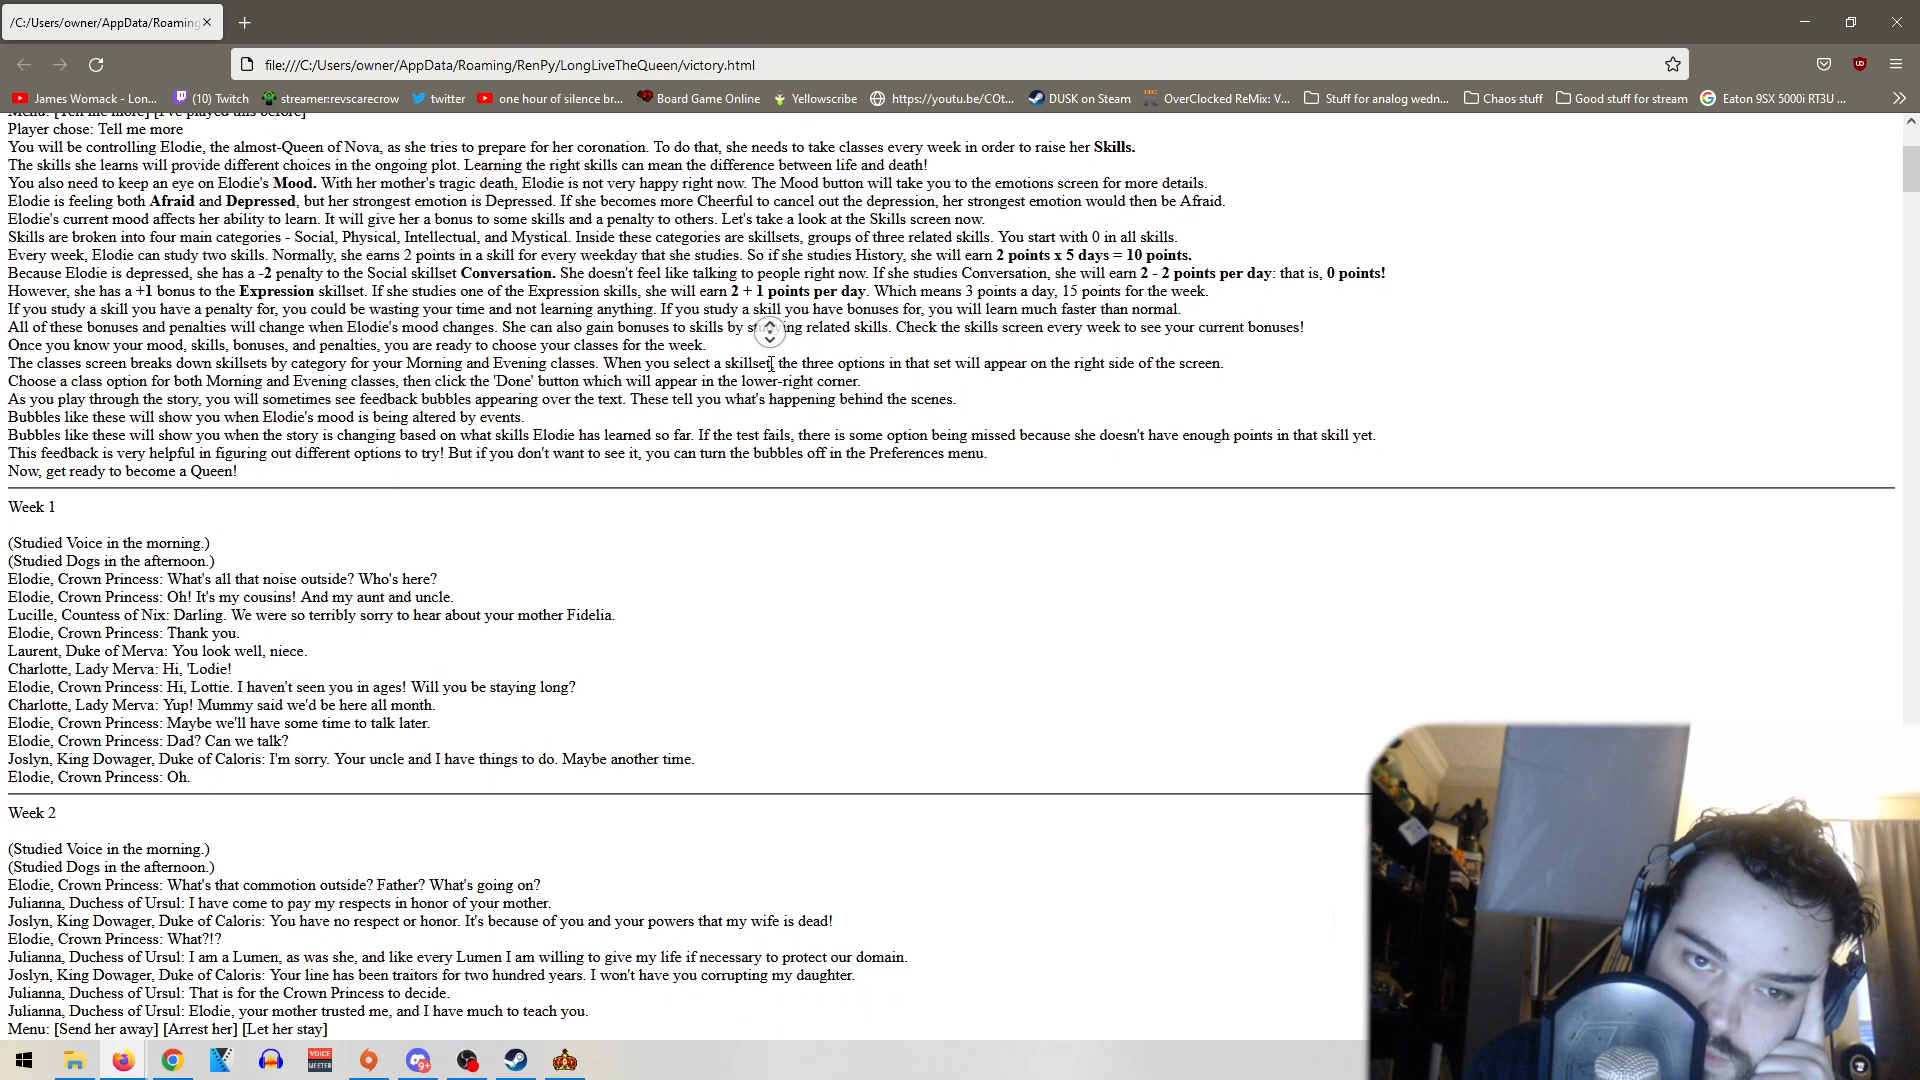 /C:/Users/owner/AppData/Roaming
file:///C:/Users/owner/AppData/Roaming/RenPy/LongLiveTheQueen/victory.html
James Womack - Lon...
(10) Twitch
streamer:revscarecrow
twitter
one hour of silence br...
Board Game Online
Yellowscribe
https://youtu.be/COt...
DUSK on Steam
OverClocked ReMix: V...
Stuff for analog wedn...
Chaos stuff
Good stuff for stream
Eaton 9SX 5000i RT3U ...
Menu: [Tell me more] [I've played this before]
Player chose: Tell me more
You will be controlling Elodie, the almost-Queen of Nova, as she tries to prepare for her coronation. To do that, she needs to take classes every week in order to raise her Skills.
The skills she learns will provide different choices in the ongoing plot. Learning the right skills can mean the difference between life and death!
You also need to keep an eye on Elodie's Mood. With her mother's tragic death, Elodie is not very happy right now. The Mood button will take you to the emotions screen for more details.
Elodie is feeling both Afraid and Depressed, but her strongest emotion is Depressed. If she becomes more Cheerful to cancel out the depression, her strongest emotion would then be Afraid.
Elodie's current mood affects her ability to learn. It will give her a bonus to some skills and a penalty to others. Let's take a look at the Skills screen now.
Skills are broken into four main categories - Social, Physical, Intellectual, and Mystical. Inside these categories are skillsets, groups of three related skills. You start with 0 in all skills.
Every week, Elodie can study two skills. Normally, she earns 2 points in a skill for every weekday that she studies. So if she studies History, she will earn 2 points x 5 days = 10 points.
Because Elodie is depressed, she has a -2 penalty to the Social skillset Conversation. She doesn't feel like talking to people right now. If she studies Conversation, she will earn 2 - 2 points per day: that is, 0 points!
However, she has a +1 bonus to the Expression skillset. If she studies one of the Expression skills, she will earn 2 + 1 points per day. Which means 3 points a day, 15 points for the week.
If you study a skill you have a penalty for, you could be wasting your time and not learning anything. If you study a skill you have bonuses for, you will learn much faster than normal.
All of these bonuses and penalties will change when Elodie's mood changes. She can also gain bonuses to skills by studying related skills. Check the skills screen every week to see your current bonuses!
Once you know your mood, skills, bonuses, and penalties, you are ready to choose your classes for the week.
The classes screen breaks down skillsets by category for your Morning and Evening classes. When you select a skillset, the three options in that set will appear on the right side of the screen.
Choose a class option for both Morning and Evening classes, then click the 'Done' button which will appear in the lower-right corner.
As you play through the story, you will sometimes see feedback bubbles appearing over the text. These tell you what's happening behind the scenes.
Bubbles like these will show you when Elodie's mood is being altered by events.
Bubbles like these will show you when the story is changing based on what skills Elodie has learned so far. If the test fails, there is some option being missed because she doesn't have enough points in that skill yet.
This feedback is very helpful in figuring out different options to try! But if you don't want to see it, you can turn the bubbles off in the Preferences menu.
Now, get ready to become a Queen!
Week 1
(Studied Voice in the morning.)
(Studied Dogs in the afternoon.)
Elodie, Crown Princess: What's all that noise outside? Who's here?
Elodie, Crown Princess: Oh! It's my cousins! And my aunt and uncle.
Lucille, Countess of Nix: Darling. We were so terribly sorry to hear about your mother Fidelia.
Elodie, Crown Princess: Thank you.
Laurent, Duke of Merva: You look well, niece.
Charlotte, Lady Merva: Hi, 'Lodie!
Elodie, Crown Princess: Hi, Lottie. I haven't seen you in ages! Will you be staying long?
Charlotte, Lady Merva: Yup! Mummy said we'd be here all month.
Elodie, Crown Princess: Maybe we'll have some time to talk later.
Elodie, Crown Princess: Dad? Can we talk?
Joslyn, King Dowager, Duke of Caloris: I'm sorry. Your uncle and I have things to do. Maybe another time.
Elodie, Crown Princess: Oh.
Week 2
(Studied Voice in the morning.)
(Studied Dogs in the afternoon.)
Elodie, Crown Princess: What's that commotion outside? Father? What's going on?
Julianna, Duchess of Ursul: I have come to pay my respects in honor of your mother.
Joslyn, King Dowager, Duke of Caloris: You have no respect or honor. It's because of you and your powers that my wife is dead!
Elodie, Crown Princess: What?!?
Julianna, Duchess of Ursul: I am a Lumen, as was she, and like every Lumen I am willing to give my life if necessary to protect our domain.
Joslyn, King Dowager, Duke of Caloris: Your line has been traitors for two hundred years. I won't have you corrupting my daughter.
Julianna, Duchess of Ursul: That is for the Crown Princess to decide.
Julianna, Duchess of Ursul: Elodie, your mother trusted me, and I have much to teach you.
Menu: [Send her away] [Arrest her] [Let her stay]
VOICE
MEETER
9+